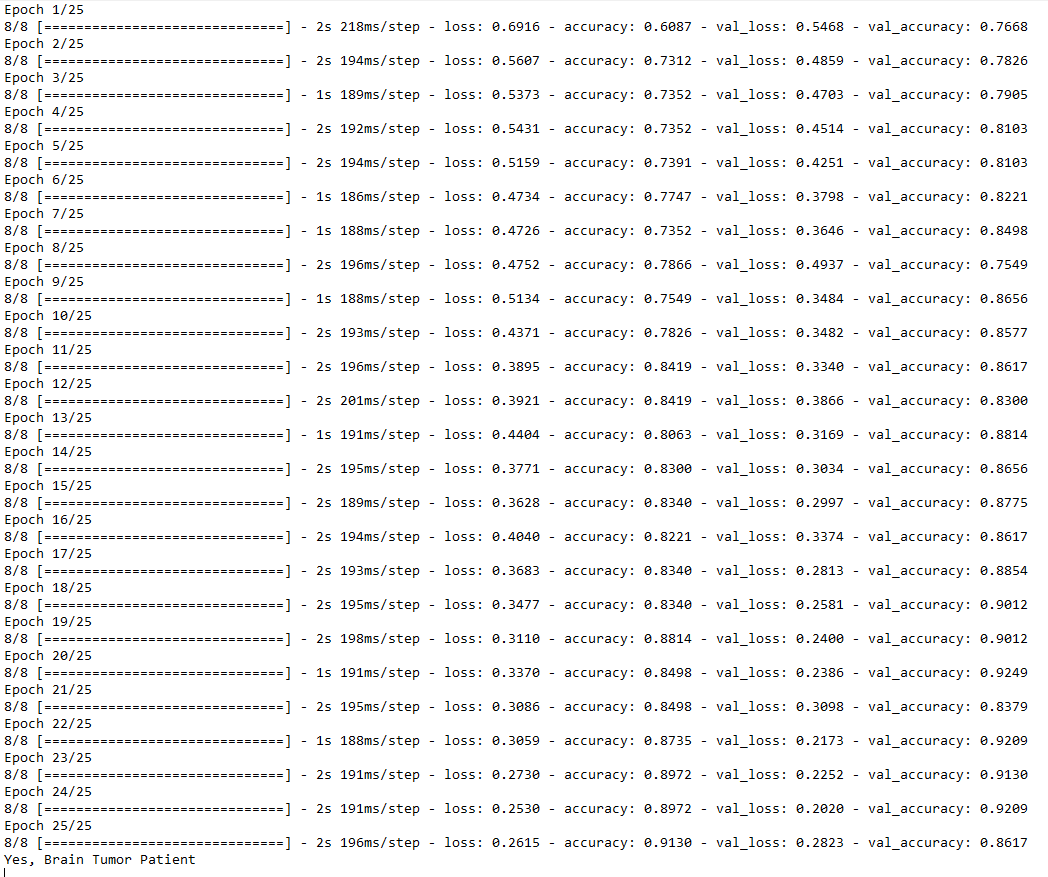 Epoch 1/25
8/8 [==============================] - 2s 218ms/step - loss: 0.6916 - accuracy: 0.6087 - val_loss: 0.5468 - val_accuracy: 0.7668
Epoch 2/25
8/8 [==============================] - 2s 194ms/step - loss: 0.5607 - accuracy: 0.7312 - val_loss: 0.4859 - val_accuracy: 0.7826
Epoch 3/25
8/8 [==============================] - 1s 189ms/step - loss: 0.5373 - accuracy: 0.7352 - val_loss: 0.4703 - val_accuracy: 0.7905
Epoch 4/25
8/8 [==============================] - 2s 192ms/step - loss: 0.5431 - accuracy: 0.7352 - val_loss: 0.4514 - val_accuracy: 0.8103
Epoch 5/25
8/8 [==============================] - 2s 194ms/step - loss: 0.5159 - accuracy: 0.7391 - val_loss: 0.4251 - val_accuracy: 0.8103
Epoch 6/25
8/8 [==============================] - 1s 186ms/step - loss: 0.4734 - accuracy: 0.7747 - val_loss: 0.3798 - val_accuracy: 0.8221
Epoch 7/25
8/8 [==============================] - 1s 188ms/step - loss: 0.4726 - accuracy: 0.7352 - val_loss: 0.3646 - val_accuracy: 0.8498
Epoch 8/25
8/8 [==============================] - 2s 196ms/step - loss: 0.4752 - accuracy: 0.7866 - val_loss: 0.4937 - val_accuracy: 0.7549
Epoch 9/25
8/8 [==============================] - 1s 188ms/step - loss: 0.5134 - accuracy: 0.7549 - val_loss: 0.3484 - val_accuracy: 0.8656
Epoch 10/25
8/8 [==============================] - 2s 193ms/step - loss: 0.4371 - accuracy: 0.7826 - val_loss: 0.3482 - val_accuracy: 0.8577
Epoch 11/25
8/8 [==============================] - 2s 196ms/step - loss: 0.3895 - accuracy: 0.8419 - val_loss: 0.3340 - val_accuracy: 0.8617
Epoch 12/25
8/8 [==============================] - 2s 201ms/step - loss: 0.3921 - accuracy: 0.8419 - val_loss: 0.3866 - val_accuracy: 0.8300
Epoch 13/25
8/8 [==============================] - 1s 191ms/step - loss: 0.4404 - accuracy: 0.8063 - val_loss: 0.3169 - val_accuracy: 0.8814
Epoch 14/25
8/8 [==============================] - 2s 195ms/step - loss: 0.3771 - accuracy: 0.8300 - val_loss: 0.3034 - val_accuracy: 0.8656
Epoch 15/25
8/8 [==============================] - 2s 189ms/step - loss: 0.3628 - accuracy: 0.8340 - val_loss: 0.2997 - val_accuracy: 0.8775
Epoch 16/25
8/8 [==============================] - 2s 194ms/step - loss: 0.4040 - accuracy: 0.8221 - val_loss: 0.3374 - val_accuracy: 0.8617
Epoch 17/25
8/8 [==============================] - 2s 193ms/step - loss: 0.3683 - accuracy: 0.8340 - val_loss: 0.2813 - val_accuracy: 0.8854
Epoch 18/25
8/8 [==============================] - 2s 195ms/step - loss: 0.3477 - accuracy: 0.8340 - val_loss: 0.2581 - val_accuracy: 0.9012
Epoch 19/25
8/8 [==============================] - 2s 198ms/step - loss: 0.3110 - accuracy: 0.8814 - val_loss: 0.2400 - val_accuracy: 0.9012
Epoch 20/25
8/8 [==============================] - 1s 191ms/step - loss: 0.3370 - accuracy: 0.8498 - val_loss: 0.2386 - val_accuracy: 0.9249
Epoch 21/25
8/8 [==============================] - 2s 195ms/step - loss: 0.3086 - accuracy: 0.8498 - val_loss: 0.3098 - val_accuracy: 0.8379
Epoch 22/25
8/8 [==============================] - 1s 188ms/step - loss: 0.3059 - accuracy: 0.8735 - val_loss: 0.2173 - val_accuracy: 0.9209
Epoch 23/25
8/8 [==============================] - 2s 191ms/step - loss: 0.2730 - accuracy: 0.8972 - val_loss: 0.2252 - val_accuracy: 0.9130
Epoch 24/25
8/8 [==============================] - 2s 191ms/step - loss: 0.2530 - accuracy: 0.8972 - val_loss: 0.2020 - val_accuracy: 0.9209
Epoch 25/25
8/8 [==============================] - 2s 196ms/step - loss: 0.2615 - accuracy: 0.9130 - val_loss: 0.2823 - val_accuracy: 0.8617
Yes, Brain Tumor Patient